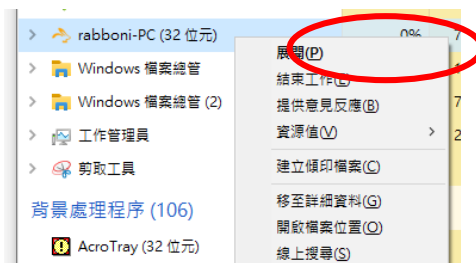 rabboni-PC (32 位元)
0%
7
Windows 檔案總管
Windows 檔案總管 (2)
7
工作管理員
2
剪取工具
背景處理程序 (106)
AcroTray (32 位元)
展開(P)
結束工作(E)
提供意見反應(B)
資源值(V)
建立傾印檔案(C)
移至詳細資料(G)
開啟檔案位置(O)
線上搜尋(S)